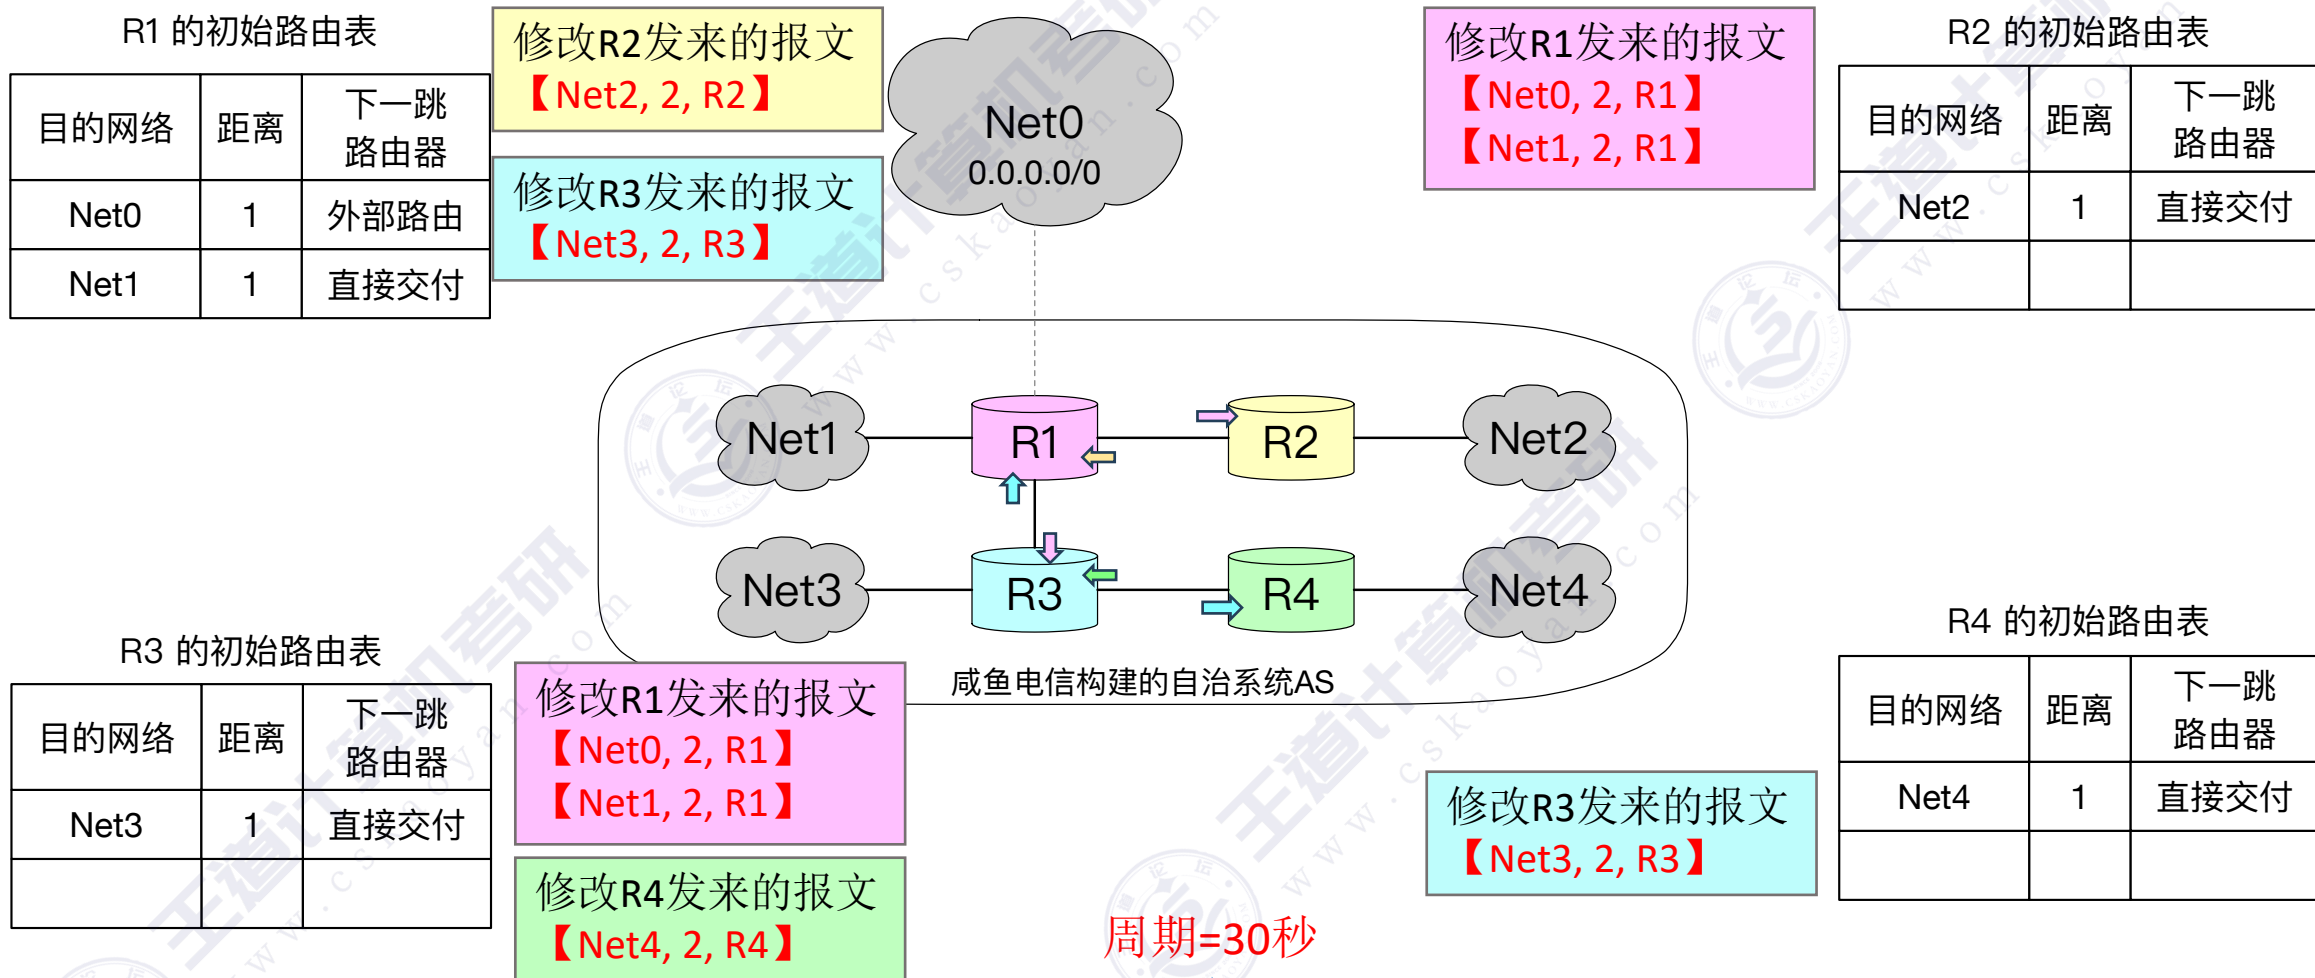 R1 的初始路由表
目的网络 距离 下一跳路由器
Net0 1 外部路由
Net1 1 直接交付
修改R2发来的报文
【Net2, 2, R2】
修改R3发来的报文
【Net3, 2, R3】
Net0
0.0.0.0/0
修改R1发来的报文
【Net0, 2, R1】
【Net1, 2, R1】
R2 的初始路由表
目的网络 距离 下一跳路由器
Net2 1 直接交付
Net1
R1
R2
Net2
Net3
R3
R4
Net4
咸鱼电信构建的自治系统AS
R3 的初始路由表
目的网络 距离 下一跳路由器
Net3 1 直接交付
修改R1发来的报文
【Net0, 2, R1】
【Net1, 2, R1】
修改R4发来的报文
【Net4, 2, R4】
周期=30秒
修改R3发来的报文
【Net3, 2, R3】
R4 的初始路由表
目的网络 距离 下一跳路由器
Net4 1 直接交付
王道计算机考研
www.cskaoyan.com